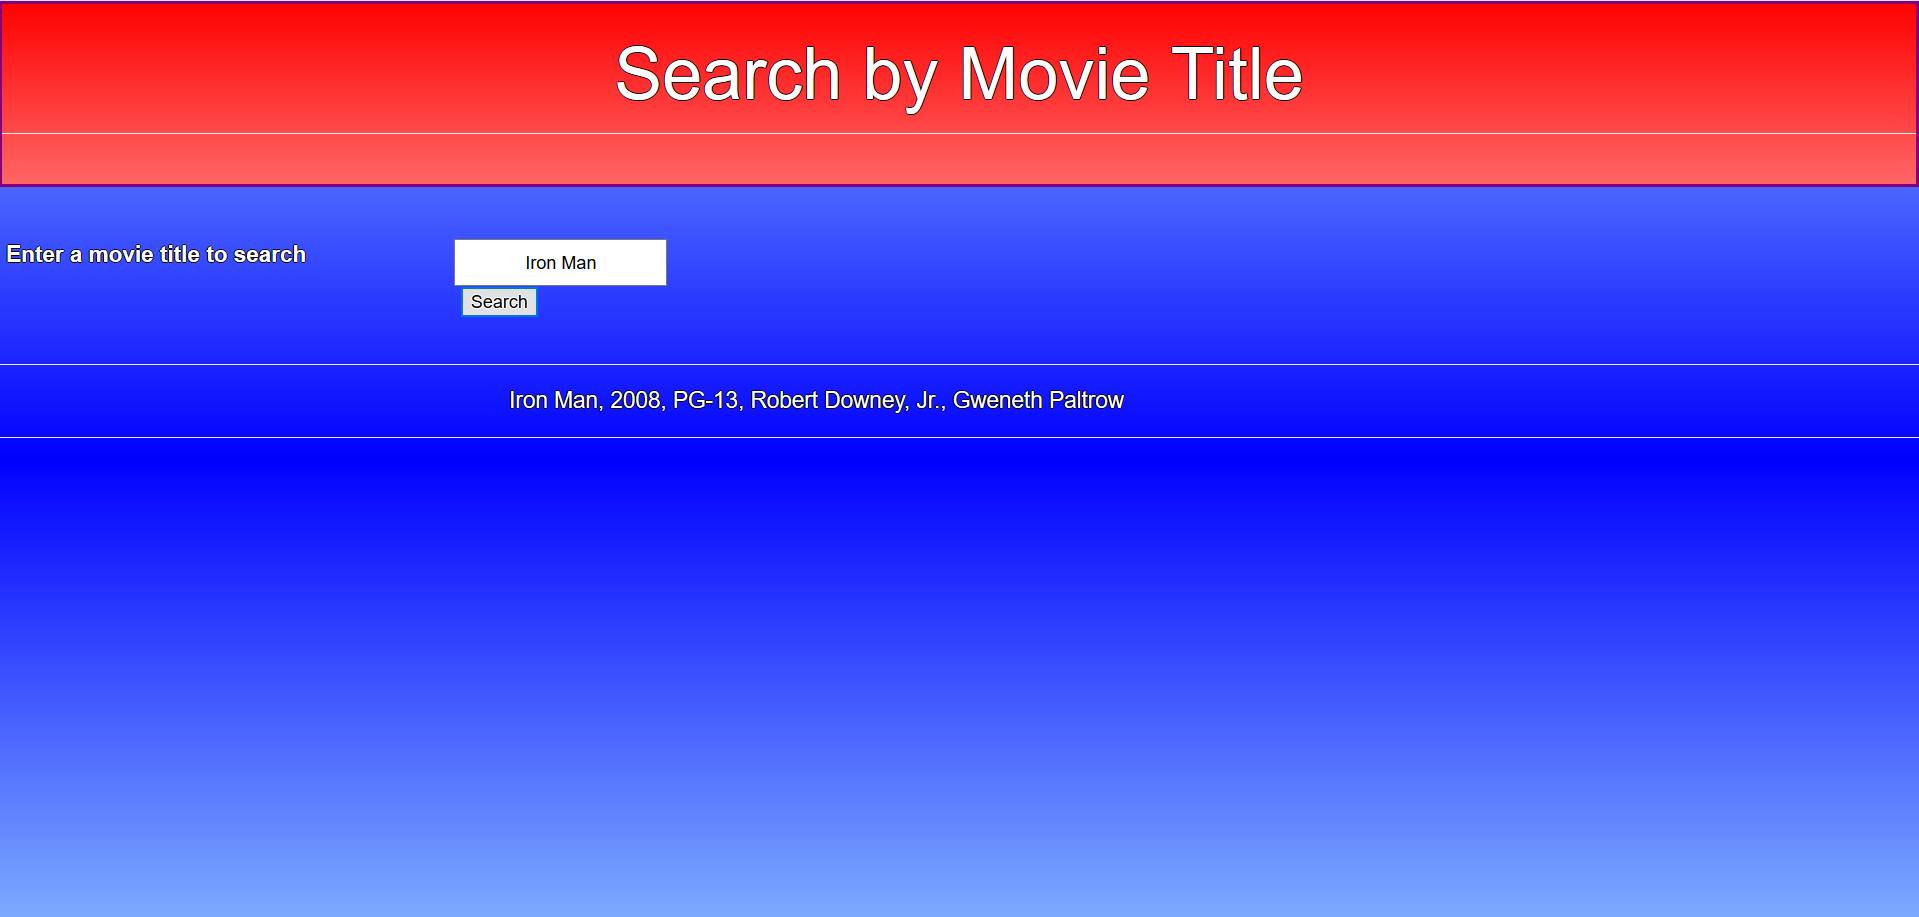 Search by Movie Title
Enter a movie title to search
Iron Man
Search
Iron Man, 2008, PG-13, Robert Downey, Jr., Gweneth Paltrow